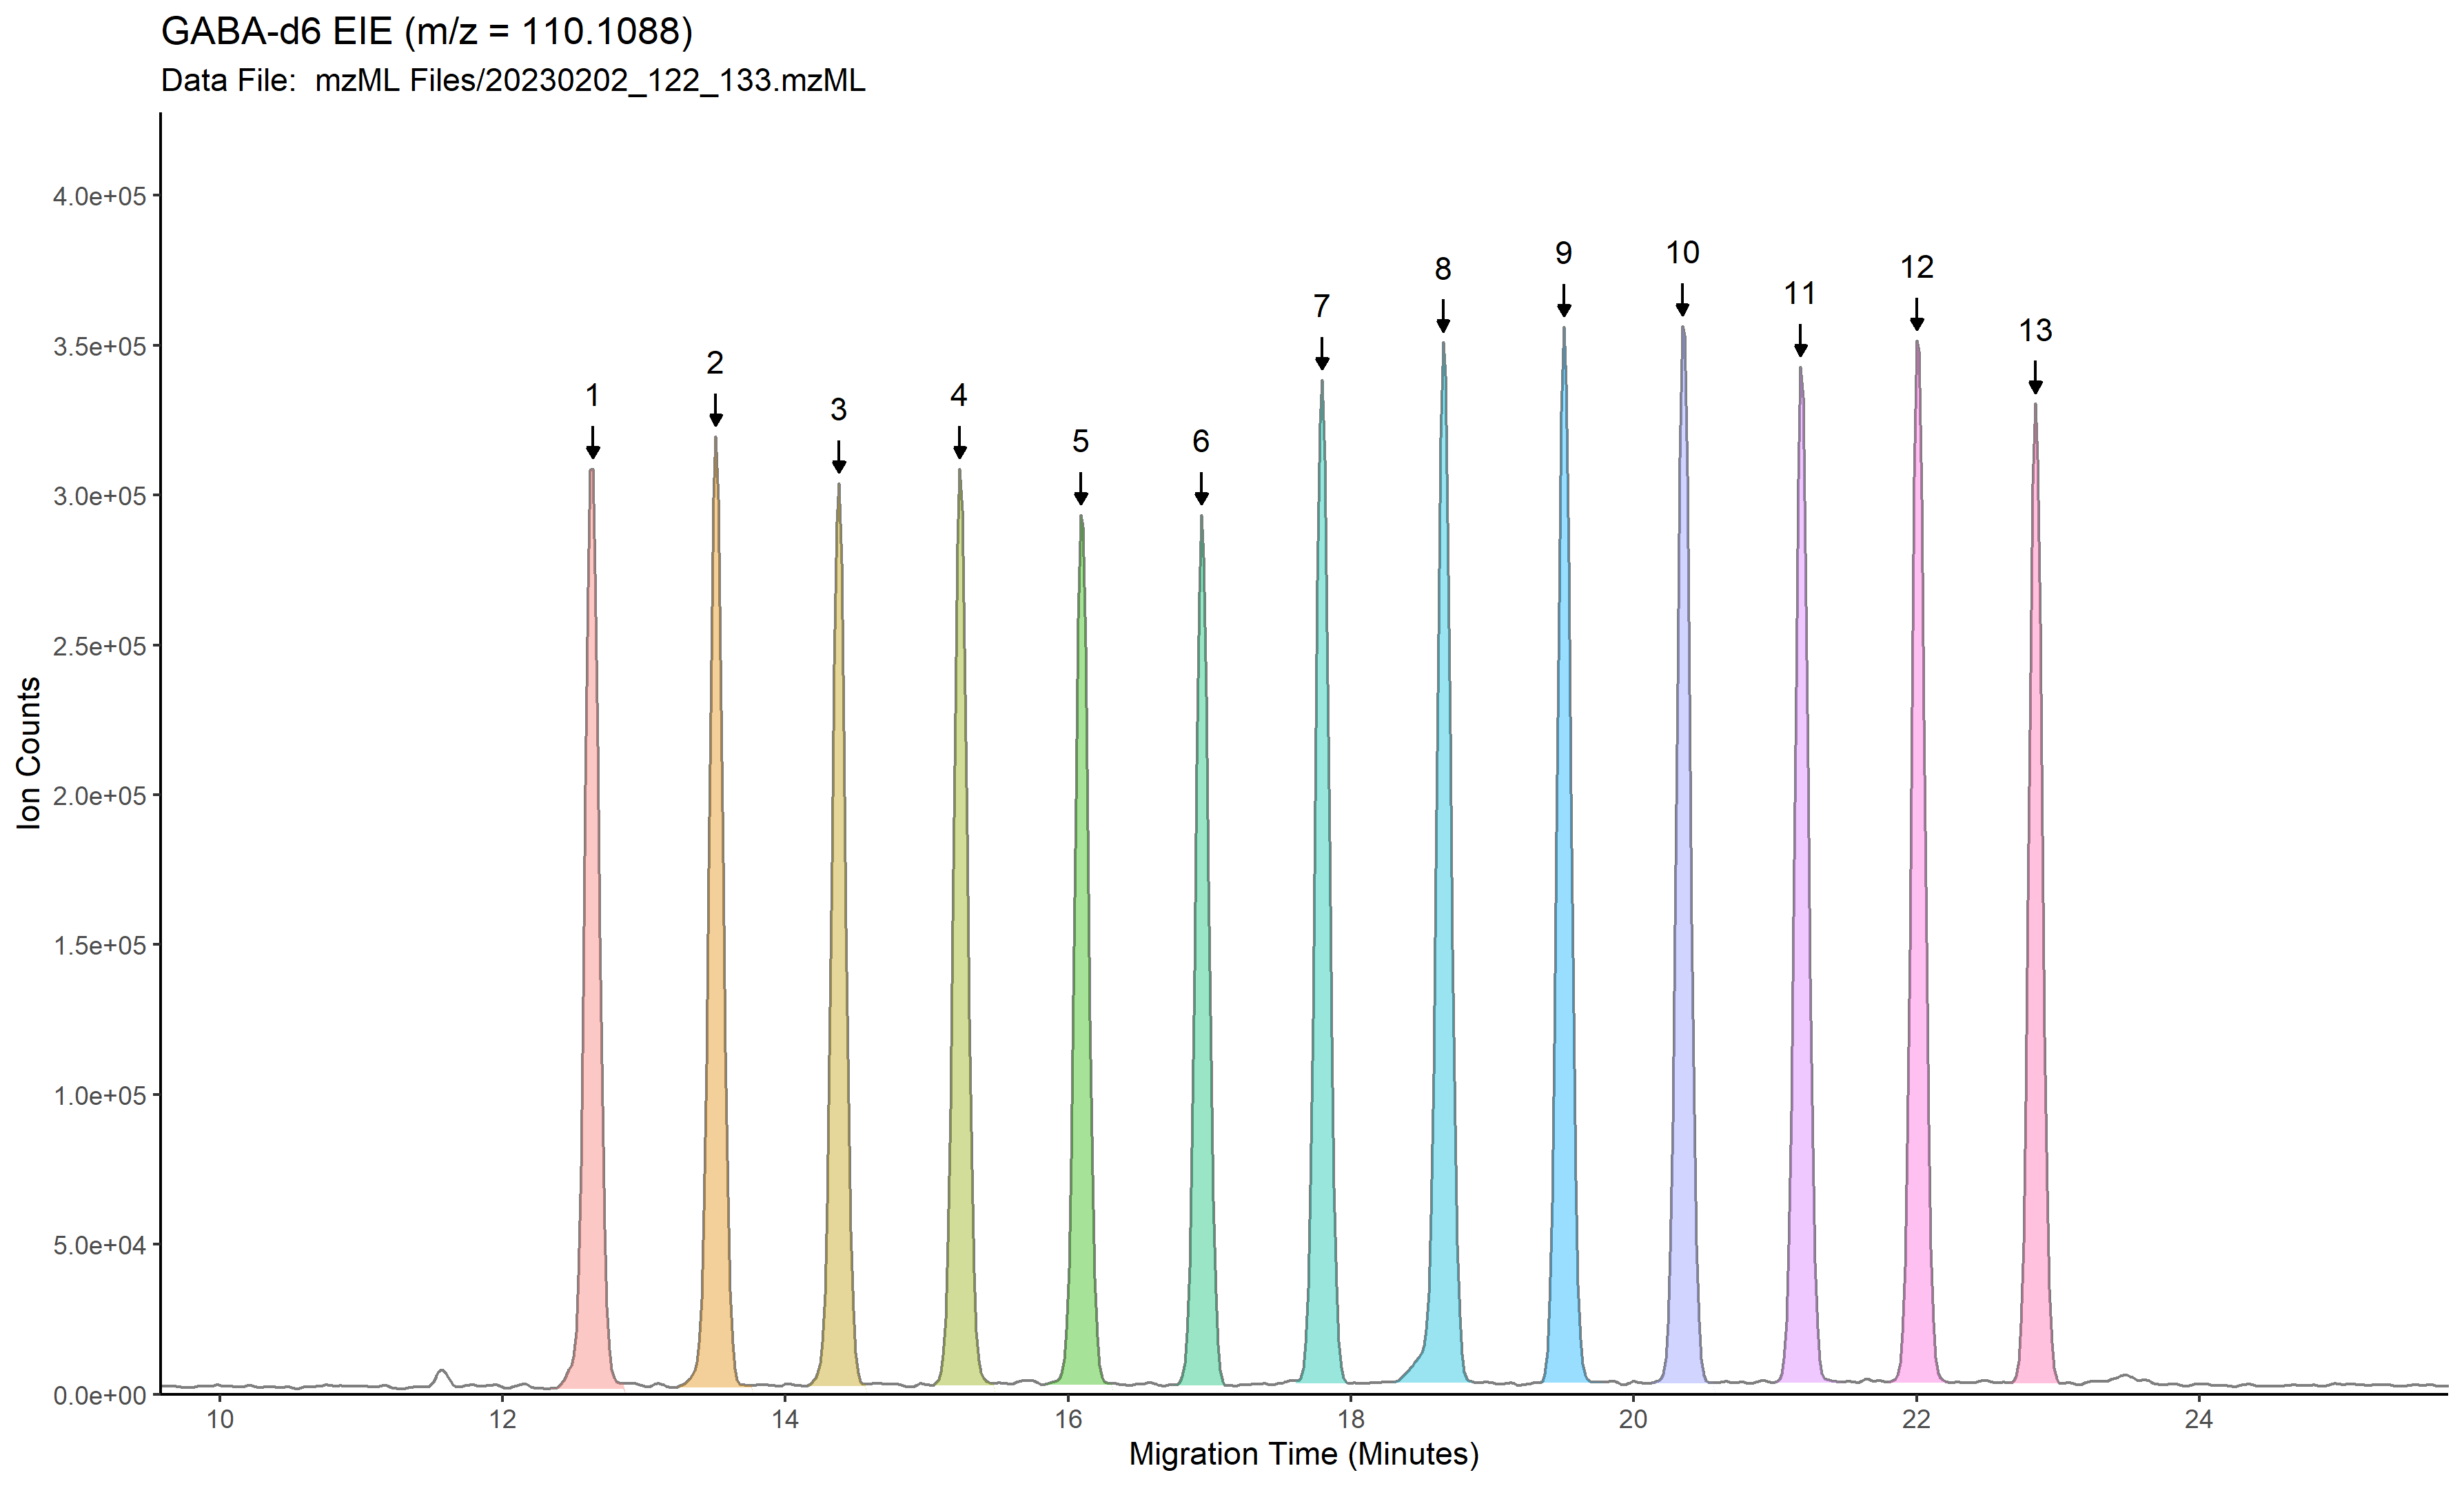 GABA-d6 EIE (m/z = 110.1088)
Data File:  mzML Files/20230202_122_133.mzML
4.0e+05
3.5e+05
3.0e+05
2.5e+05
2.0e+05
1.5e+05
1.0e+05
5.0e+04
0.0e+00
Ion Counts
1
2
3
4
5
6
7
8
9
10
11
12
13
10 12 14 16 18 20 22 24
Migration Time (Minutes)